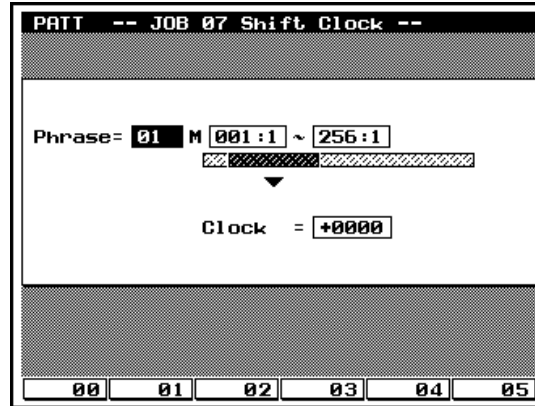 PATT -- JOB 07 Shift Clock --
Phrase= 01 M 001:1 ~ 256:1
Clock = +0000
00 01 02 03 04 05